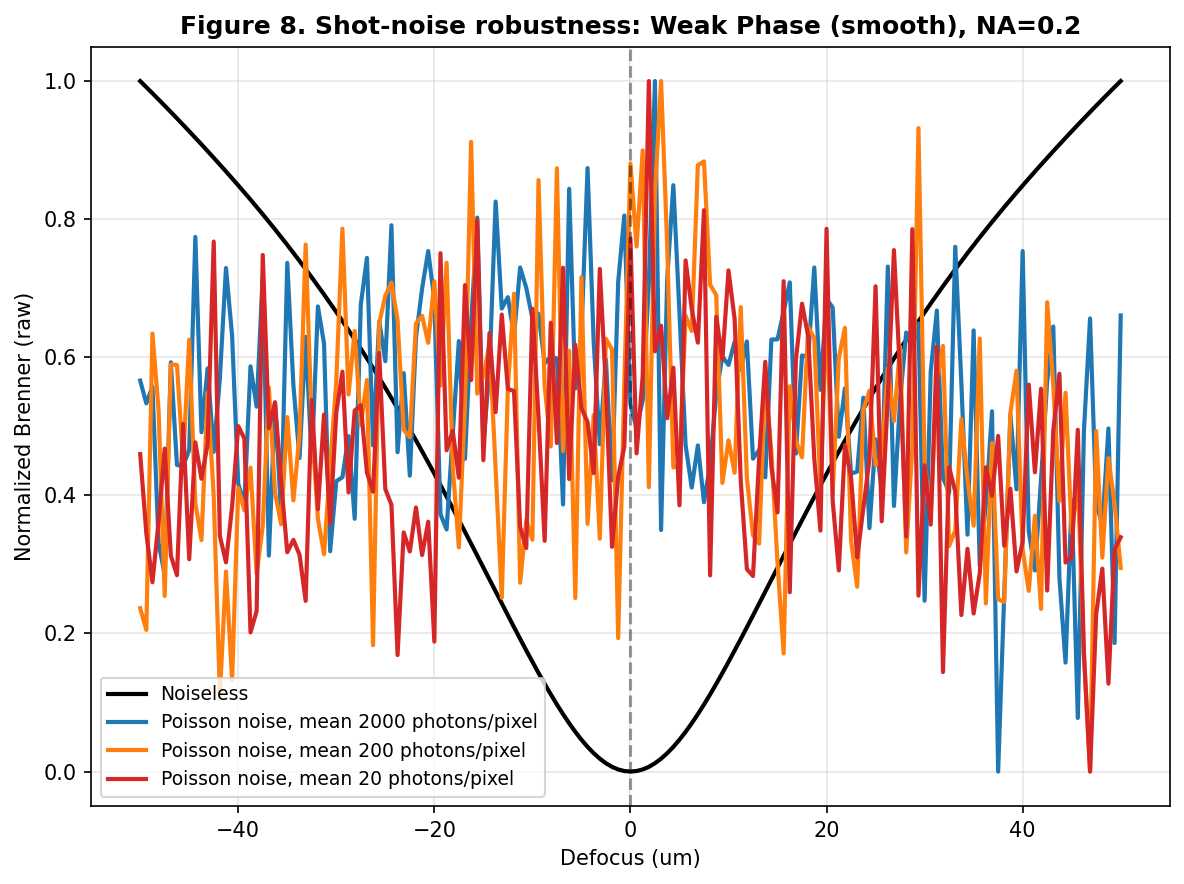 Figure 8. Shot-noise robustness: Weak Phase (smooth), NA=0.2
Normalized Brenner (raw)
1.0
0.8
0.6
0.4
0.2
0.0
Noiseless
Poisson noise, mean 2000 photons/pixel
Poisson noise, mean 200 photons/pixel
Poisson noise, mean 20 photons/pixel
−40 −20 0 20 40
Defocus (um)